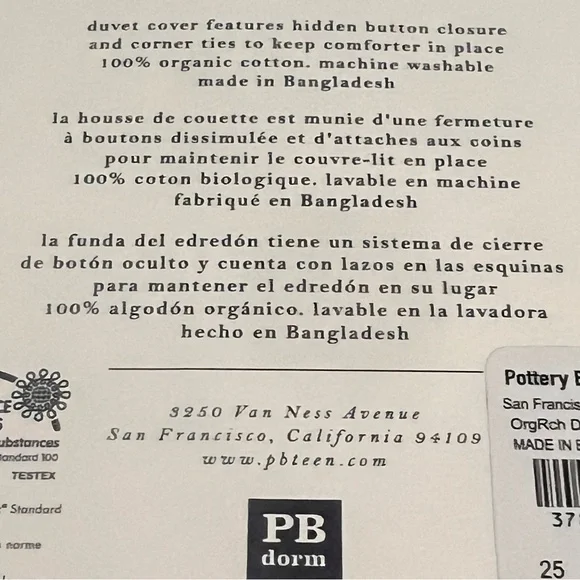 duvet cover features hidden button closure
and corner ties to keep comforter in place
100% organic cotton. machine washable
made in Bangladesh
la housse de couette est munie d'une fermeture
à boutons dissimulée et d'attaches aux coins
pour maintenir le couvre-lit en place
100% coton biologique. lavable en machine
fabriqué en Bangladesh
la funda del edredón tiene un sistema de cierre
de botón oculto y cuenta con lazos en las esquinas
para mantener el edredón en su lugar
100% algodón orgánico. lavable en la lavadora
hecho en Bangladesh
3250 Van Ness Avenue
San Francisco, California 94109
www.pbteen.com
PB
dorm
Standard 100
TESTEX
Standard
norme
Pottery
San Francis
OrgRch D
MADE IN
37
25